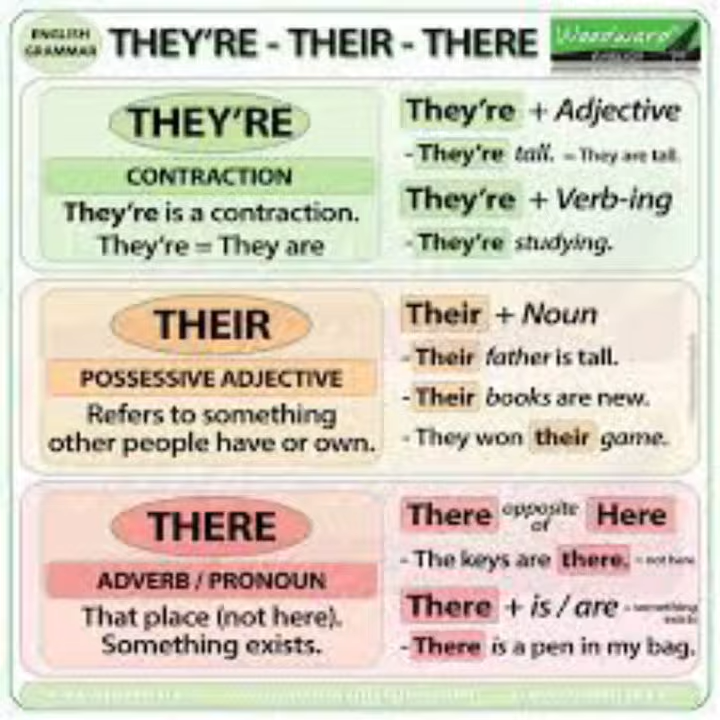 ENGLISH
GRAMMAR
THEY'RE - THEIR - THERE
Woodward
ENGLISH
THEY'RE
CONTRACTION
They're is a contraction.
They're = They are
They're + Adjective
- They're tall. = They are tall.
They're + Verb-ing
- They're studying.
THEIR
POSSESSIVE ADJECTIVE
Refers to something
other people have or own.
Their + Noun
- Their father is tall.
- Their books are new.
- They won their game.
THERE
ADVERB / PRONOUN
That place (not here).
Something exists.
There opposite of Here
- The keys are there. = not here
There + is / are = something exists
- There is a pen in my bag.